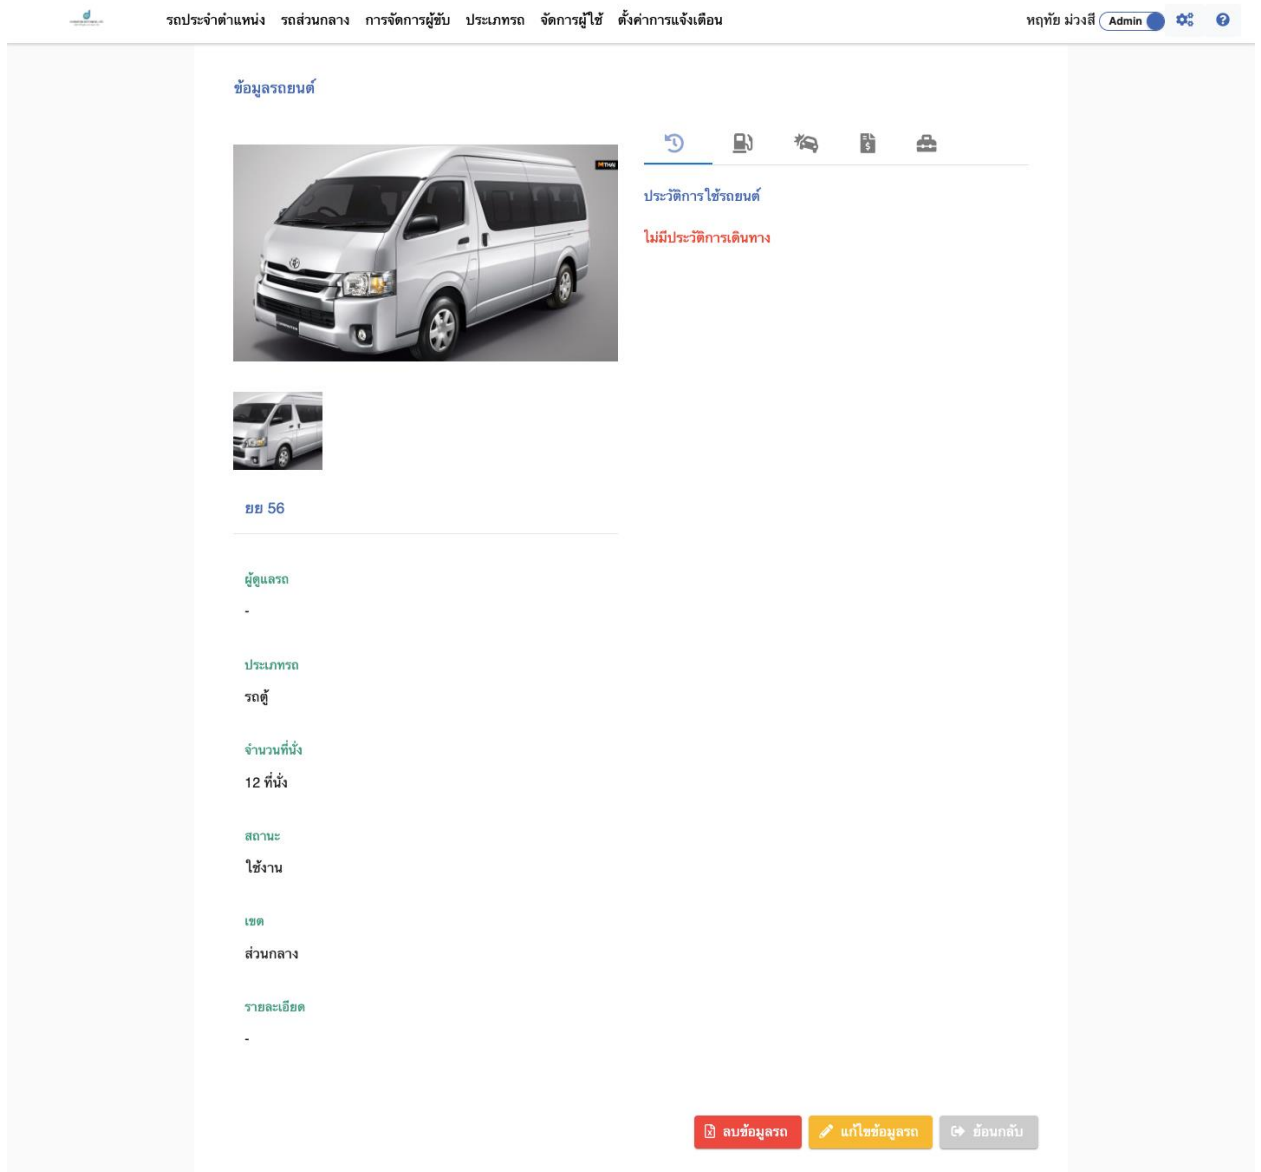 รถประจำตำแหน่ง รถส่วนกลาง การจัดการผู้ขับ ประเภทรถ จัดการผู้ใช้ ตั้งค่าการแจ้งเตือน หฤทัย ม่วงสี Admin
ข้อมูลรถยนต์
ประวัติการใช้รถยนต์
ไม่มีประวัติการเดินทาง
ยย 56
ผู้ดูแลรถ
-
ประเภทรถ
รถตู้
จำนวนที่นั่ง
12 ที่นั่ง
สถานะ
ใช้งาน
เขต
ส่วนกลาง
รายละเอียด
-
ลบข้อมูลรถ แก้ไขข้อมูลรถ ย้อนกลับ